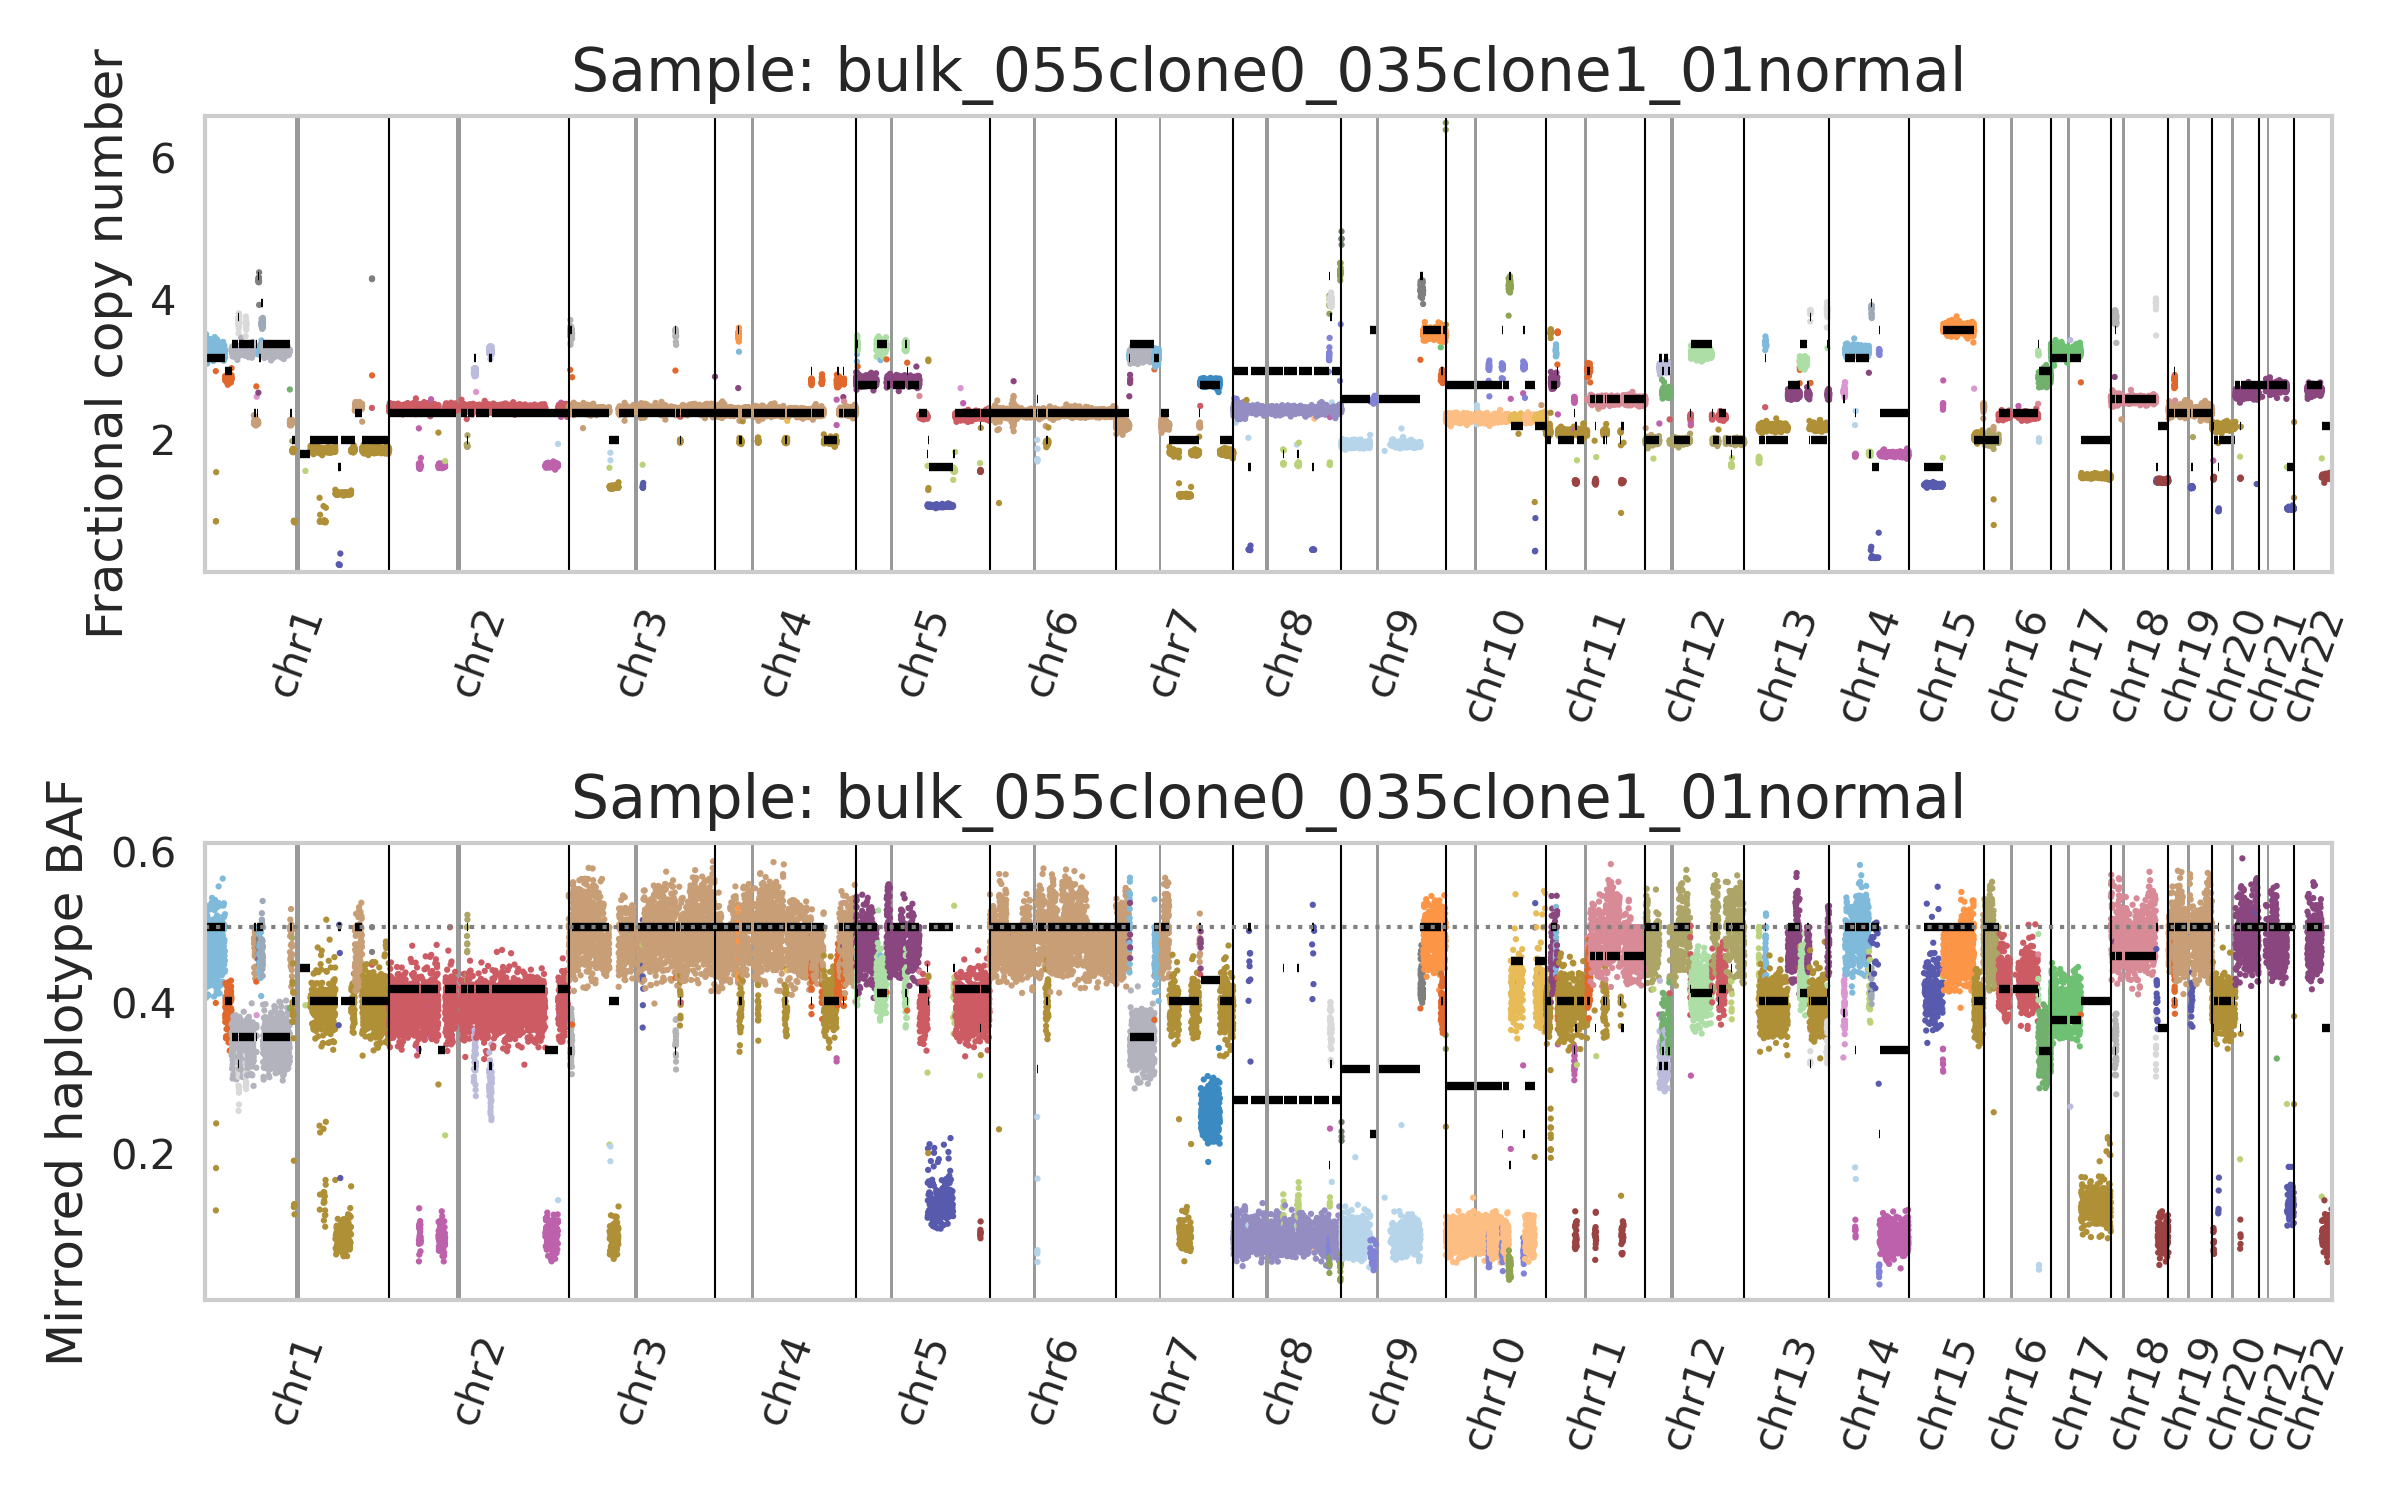 Sample: bulk_055clone0_035clone1_01normal
Fractional copy number
6
4
2
chr1
chr2
chr3
chr4
chr5
chr6
chr7
chr8
chr9
chr10
chr11
chr12
chr13
chr14
chr15
chr16
chr17
chr18
chr19
chr20
chr21
chr22
Sample: bulk_055clone0_035clone1_01normal
Mirrored haplotype BAF
0.6
0.4
0.2
chr1
chr2
chr3
chr4
chr5
chr6
chr7
chr8
chr9
chr10
chr11
chr12
chr13
chr14
chr15
chr16
chr17
chr18
chr19
chr20
chr21
chr22